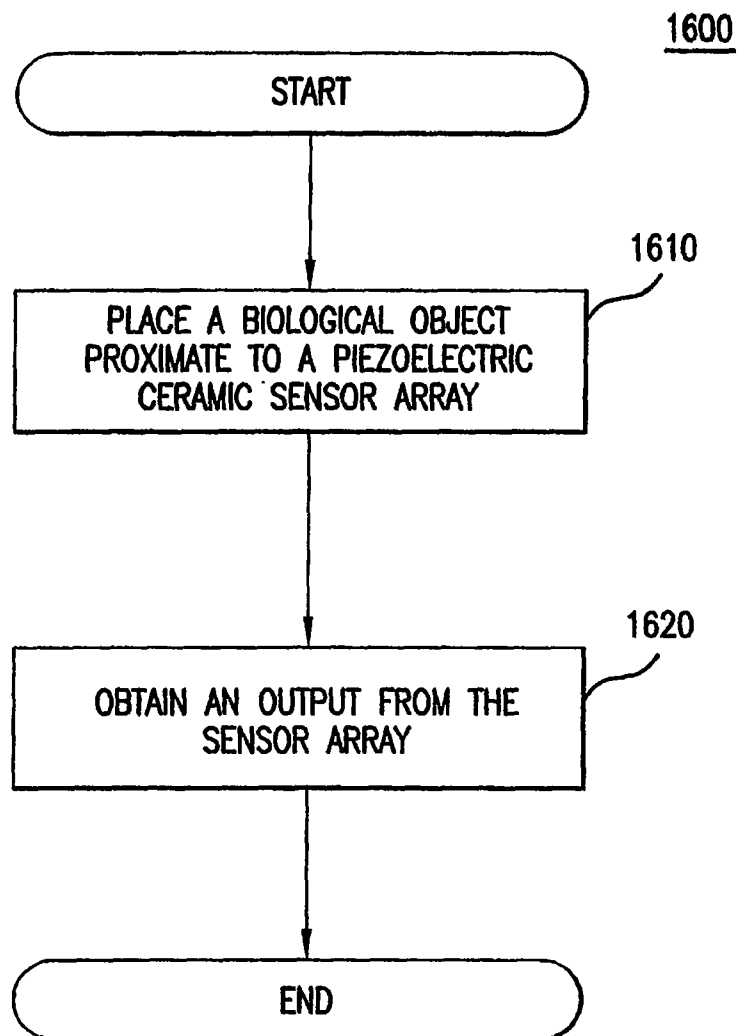 1600
START
1610
PLACE A BIOLOGICAL OBJECT
PROXIMATE TO A PIEZOELECTRIC
CERAMIC SENSOR ARRAY
1620
OBTAIN AN OUTPUT FROM THE
SENSOR ARRAY
END